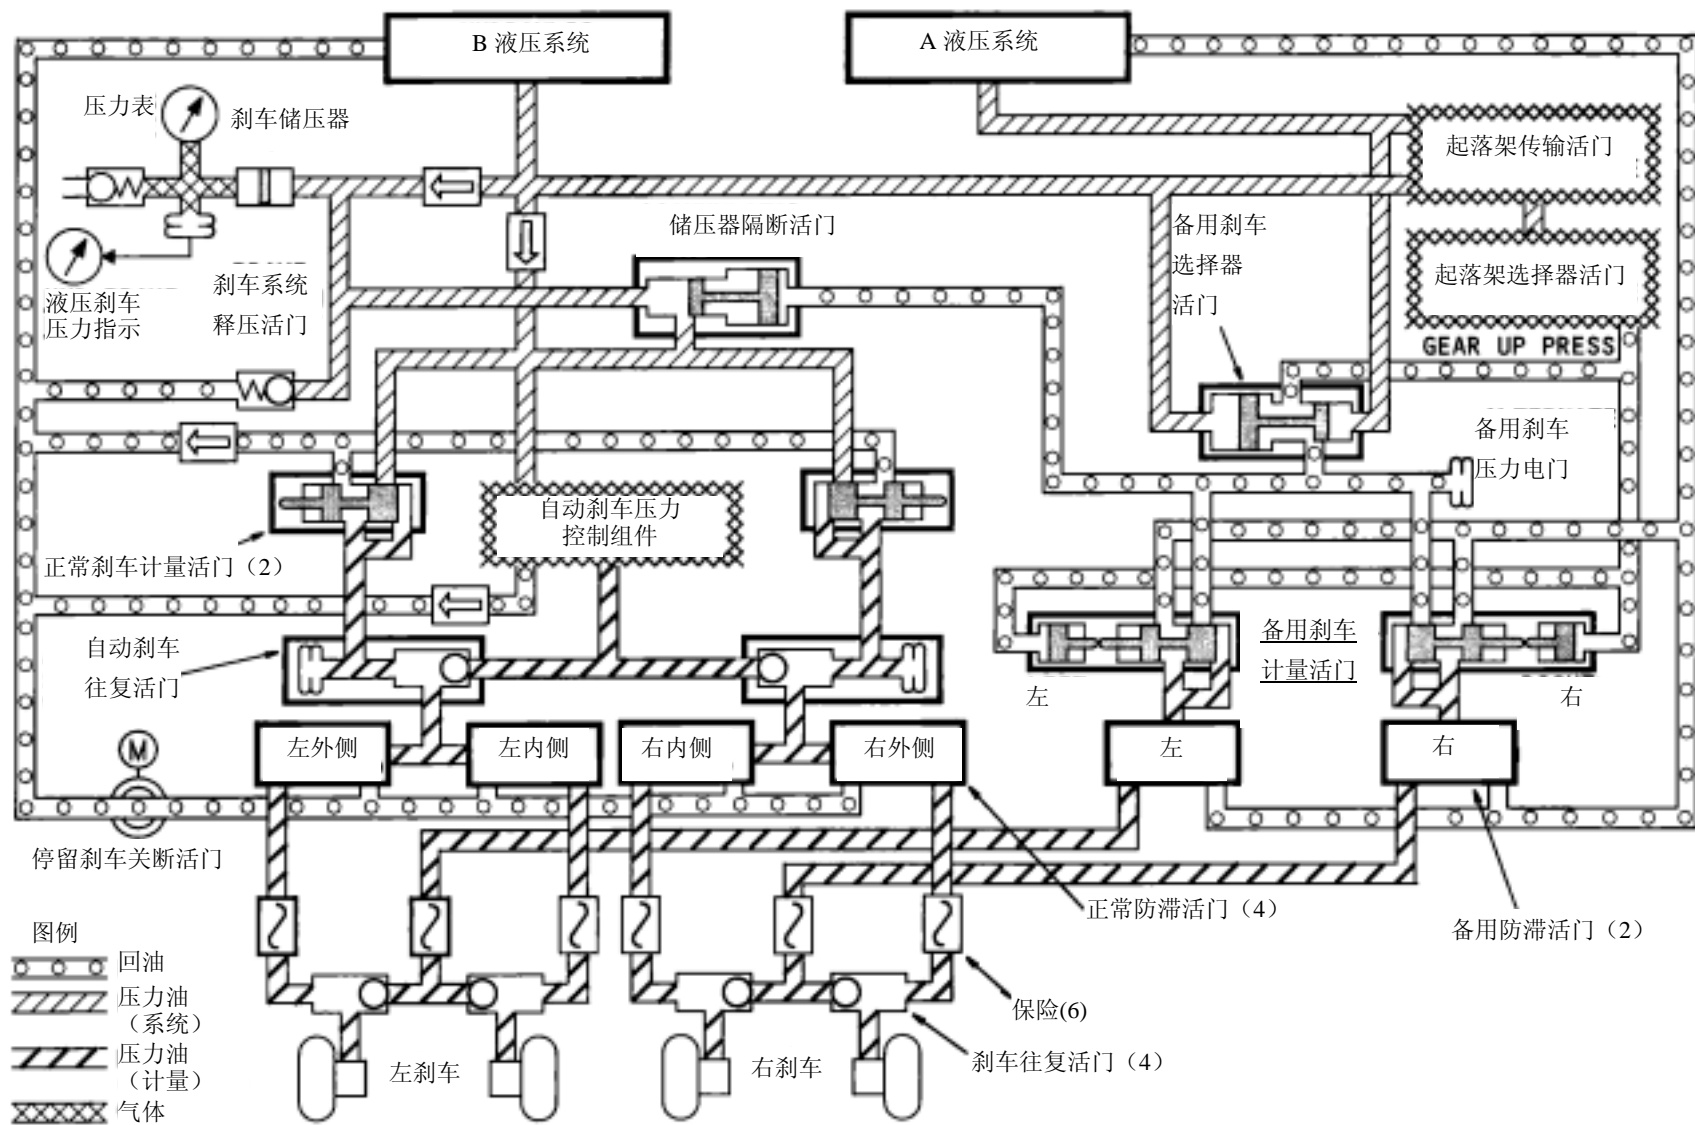 B 液压系统
A 液压系统
压力表
刹车储压器
起落架传输活门
储压器隔断活门
备用刹车
选择器
活门
起落架选择器活门
液压刹车
压力指示
刹车系统
释压活门
GEAR UP PRESS
备用刹车
压力电门
自动刹车压力
控制组件
正常刹车计量活门（2）
自动刹车
往复活门
备用刹车
计量活门
左
右
M
左外侧
左内侧
右内侧
右外侧
左
右
停留刹车关断活门
正常防滞活门（4）
备用防滞活门（2）
图例
回油
压力油
（系统）
压力油
（计量）
气体
保险(6)
左刹车
右刹车
刹车往复活门（4）